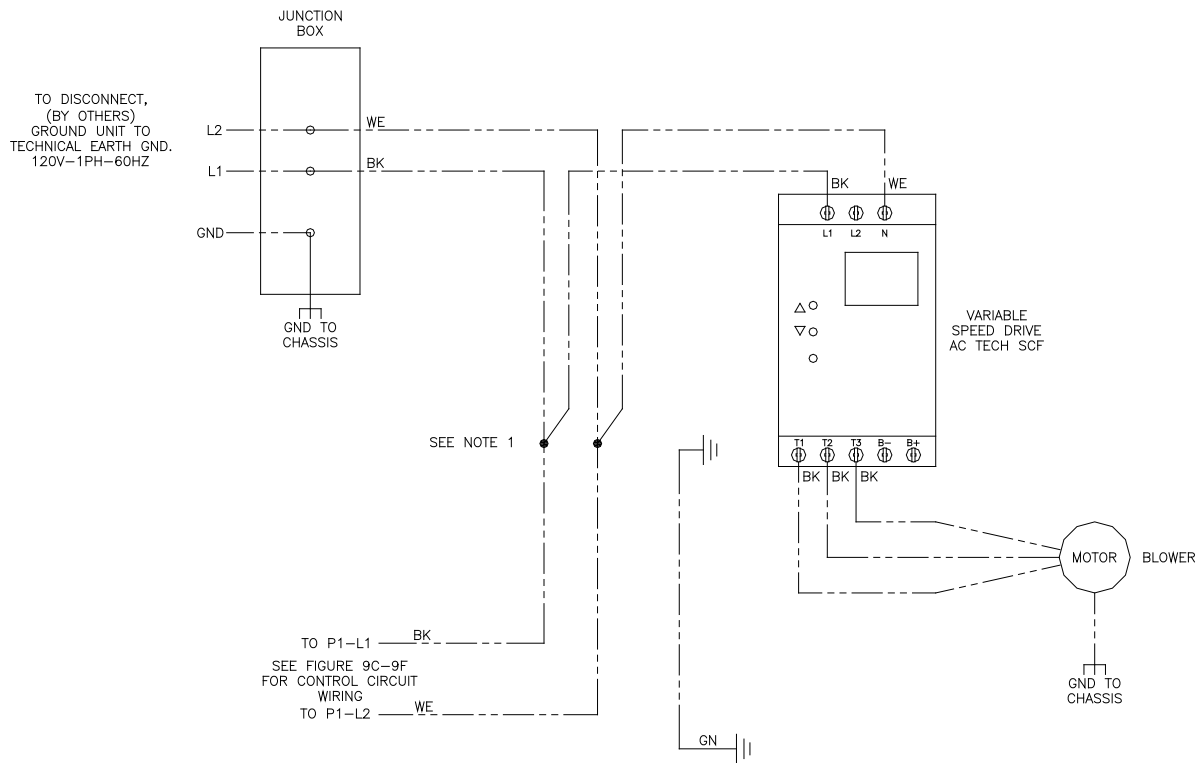 JUNCTION
BOX
TO DISCONNECT,
(BY OTHERS)
GROUND UNIT TO
TECHNICAL EARTH GND.
120V-1PH-60HZ
L2
WE
L1
BK
GND
GND TO
CHASSIS
BK
WE
L1
L2
N
VARIABLE
SPEED DRIVE
AC TECH SCF
SEE NOTE 1
T1
T2
T3
B-
B+
BK
BK
BK
MOTOR
BLOWER
GND TO
CHASSIS
TO P1-L1
BK
SEE FIGURE 9C-9F
FOR CONTROL CIRCUIT
WIRING
TO P1-L2
WE
GN